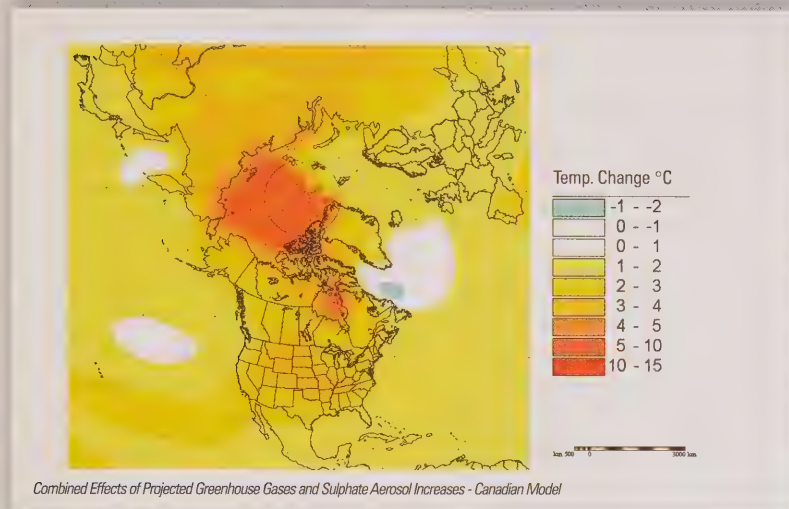 Temp. Change °C
-1 - -2
0 - -1
0 - 1
1 - 2
2 - 3
3 - 4
4 - 5
5 - 10
10 - 15
km 500 0 3000 km
Combined Effects of Projected Greenhouse Gases and Sulphate Aerosol Increases - Canadian Model